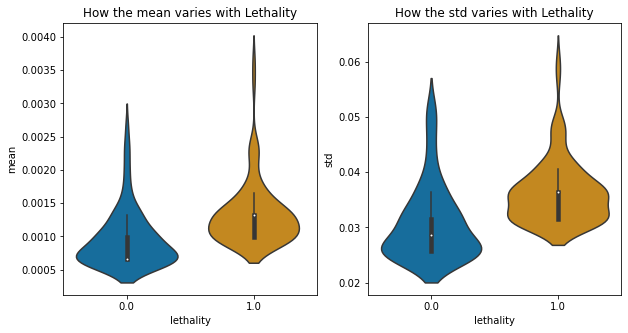 How the mean varies with Lethality
0.0040
0.0035
0.0030
0.0025
0.0020
0.0015
0.0010
0.0005
mean
0.0
1.0
lethality
How the std varies with Lethality
0.06
0.05
0.04
0.03
0.02
std
0.0
1.0
lethality